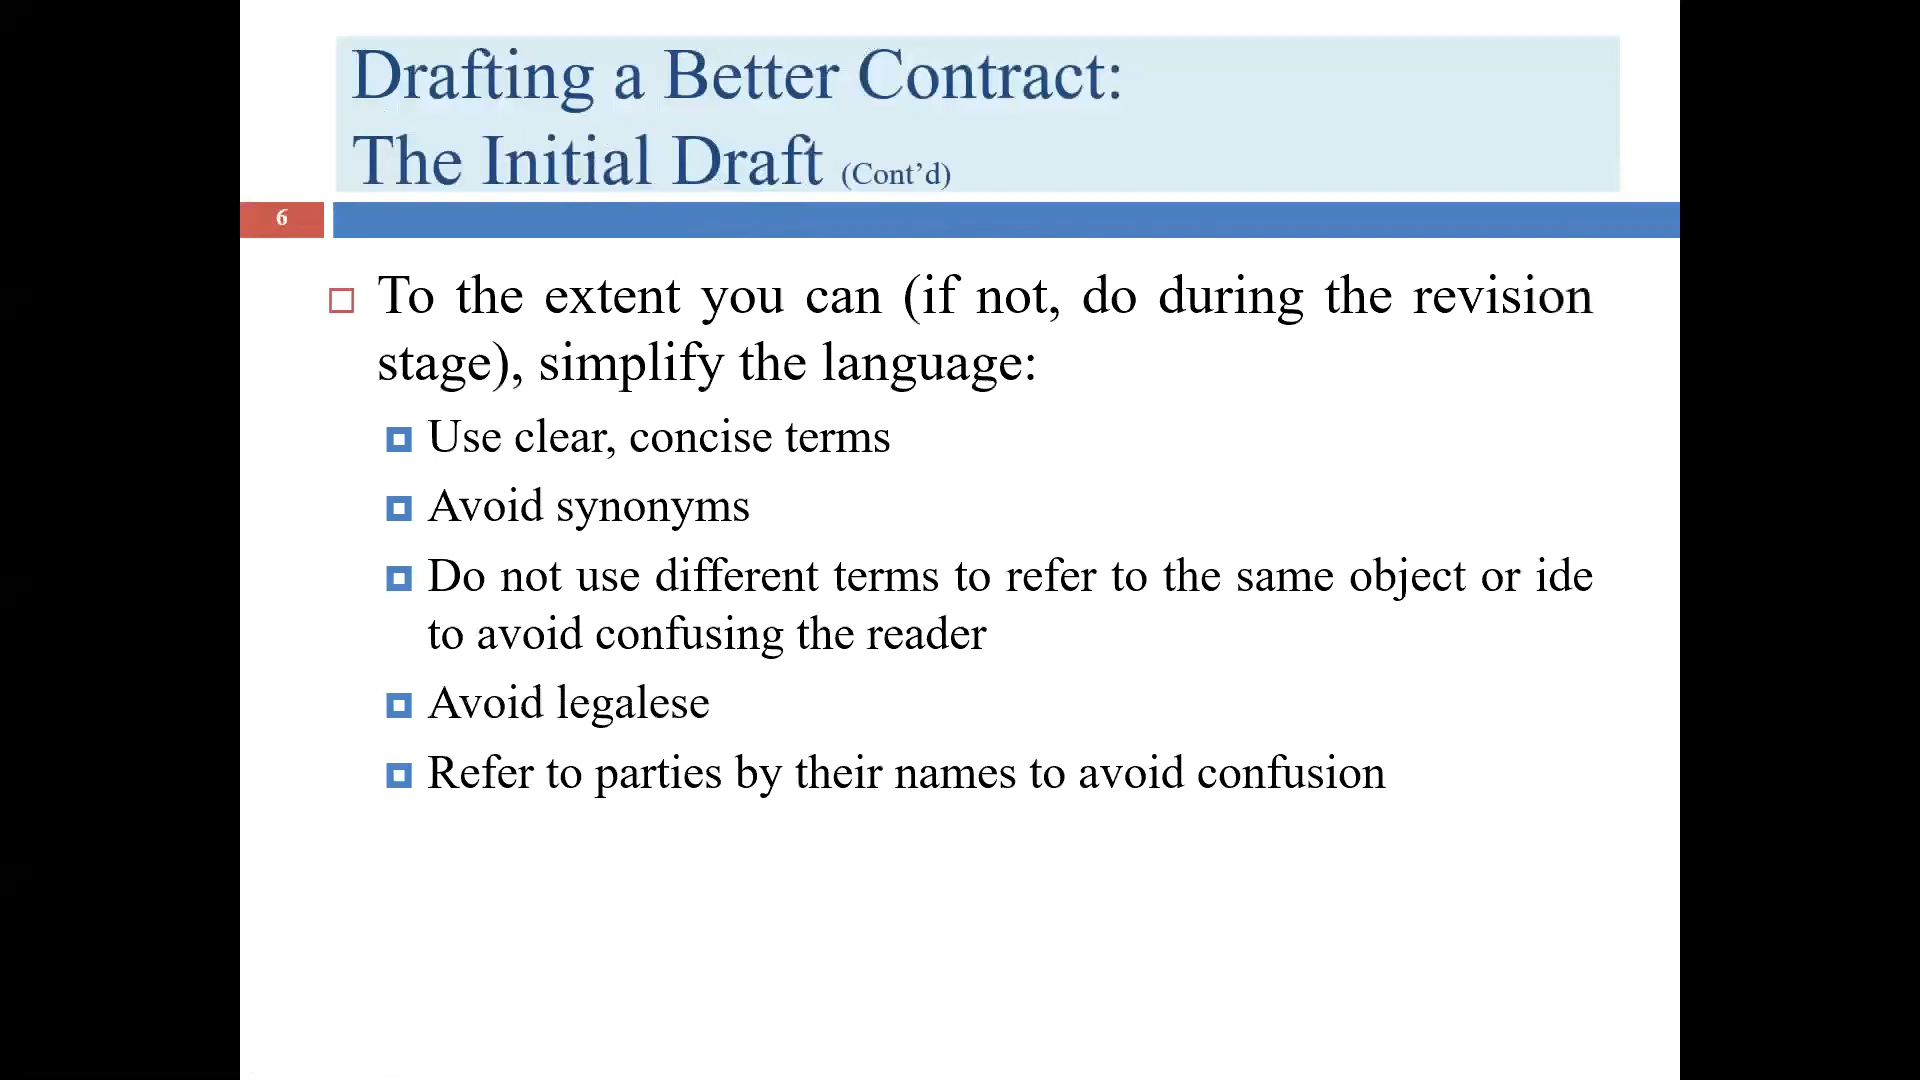 Drafting a Better Contract:
The Initial Draft (Cont’d)
6
To the extent you can (if not, do during the revision
stage), simplify the language:
Use clear, concise terms
Avoid synonyms
Do not use different terms to refer to the same object or ide
to avoid confusing the reader
Avoid legalese
Refer to parties by their names to avoid confusion